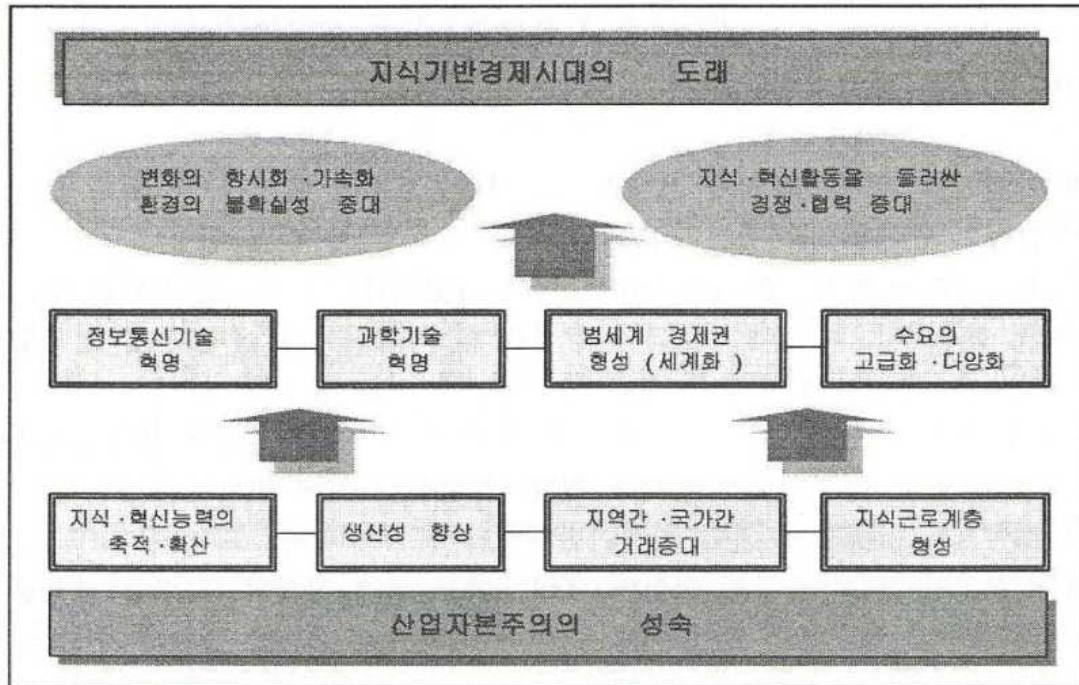 지식기반경제시대의 도래
변화의 항시화·가속화
환경의 불확실성 증대
지식·혁신활동을 둘러싼
경쟁·협력 증대
정보통신기술
혁명
과학기술
혁명
범세계 경제권
형성 (세계화)
수요의
고급화·다양화
지식·혁신능력의
축적·확산
생산성 향상
지역간·국가간
거래증대
지식근로계층
형성
산업자본주의의 성숙